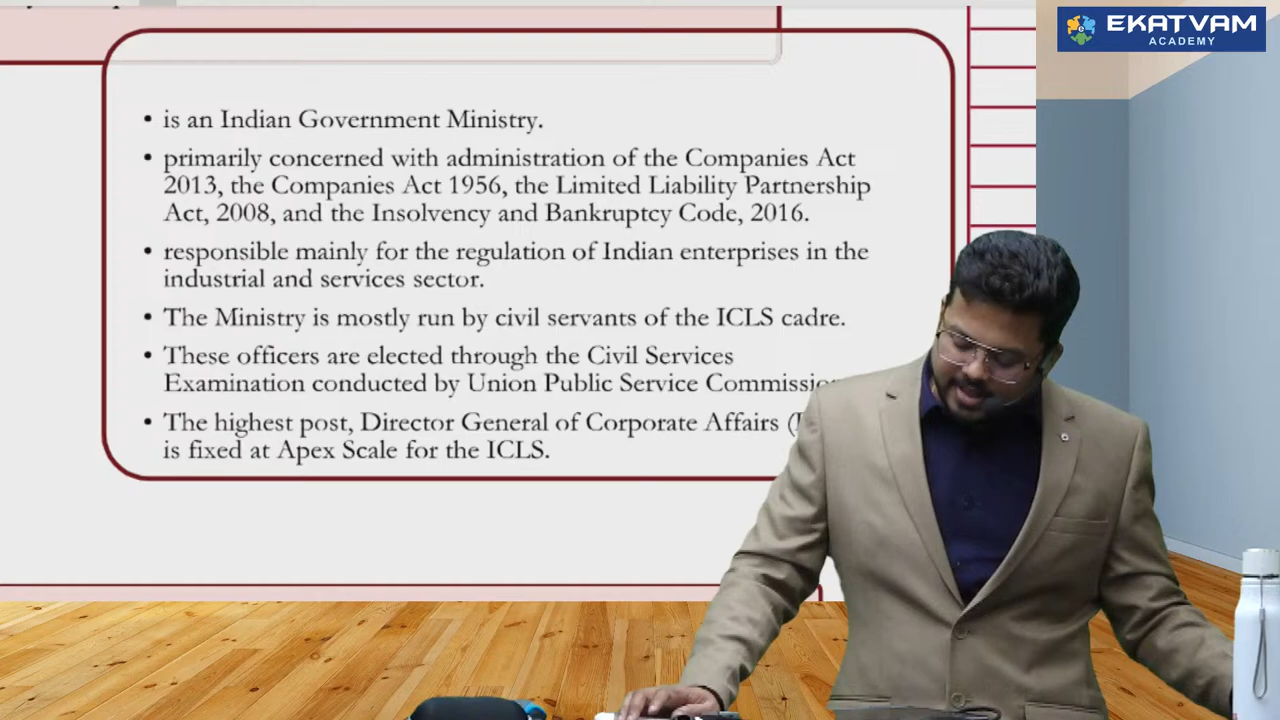 EKATVAM
ACADEMY
• is an Indian Government Ministry.
• primarily concerned with administration of the Companies Act
2013, the Companies Act 1956, the Limited Liability Partnership
Act, 2008, and the Insolvency and Bankruptcy Code, 2016.
• responsible mainly for the regulation of Indian enterprises in the
industrial and services sector.
• The Ministry is mostly run by civil servants of the ICLS cadre.
• These officers are elected through the Civil Services
Examination conducted by Union Public Service
• The highest post, Director General of Corporate Affairs (
is fixed at Apex Scale for the ICLS.